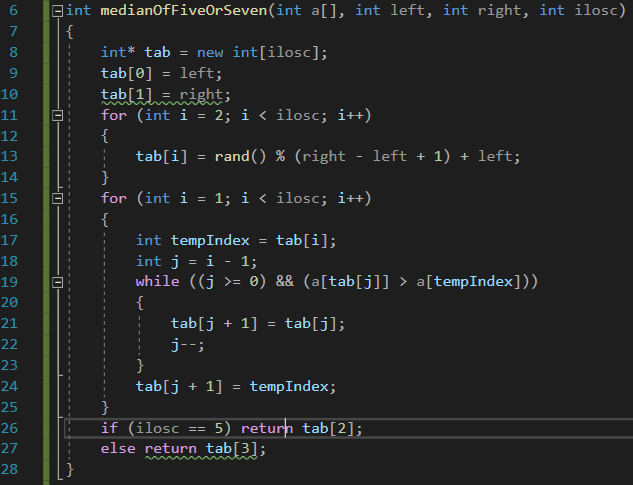 6 int medianOfFiveOrSeven(int a[], int left, int right, int ilosc)
7 {
8 int* tab = new int[ilosc];
9 tab[0] = left;
10 tab[1] = right;
11 for (int i = 2; i < ilosc; i++)
12 {
13 tab[i] = rand() % (right - left + 1) + left;
14 }
15 for (int i = 1; i < ilosc; i++)
16 {
17 int tempIndex = tab[i];
18 int j = i - 1;
19 while ((j >= 0) && (a[tab[j]] > a[tempIndex]))
20 {
21 tab[j + 1] = tab[j];
22 j--;
23 }
24 tab[j + 1] = tempIndex;
25 }
26 if (ilosc == 5) return tab[2];
27 else return tab[3];
28 }